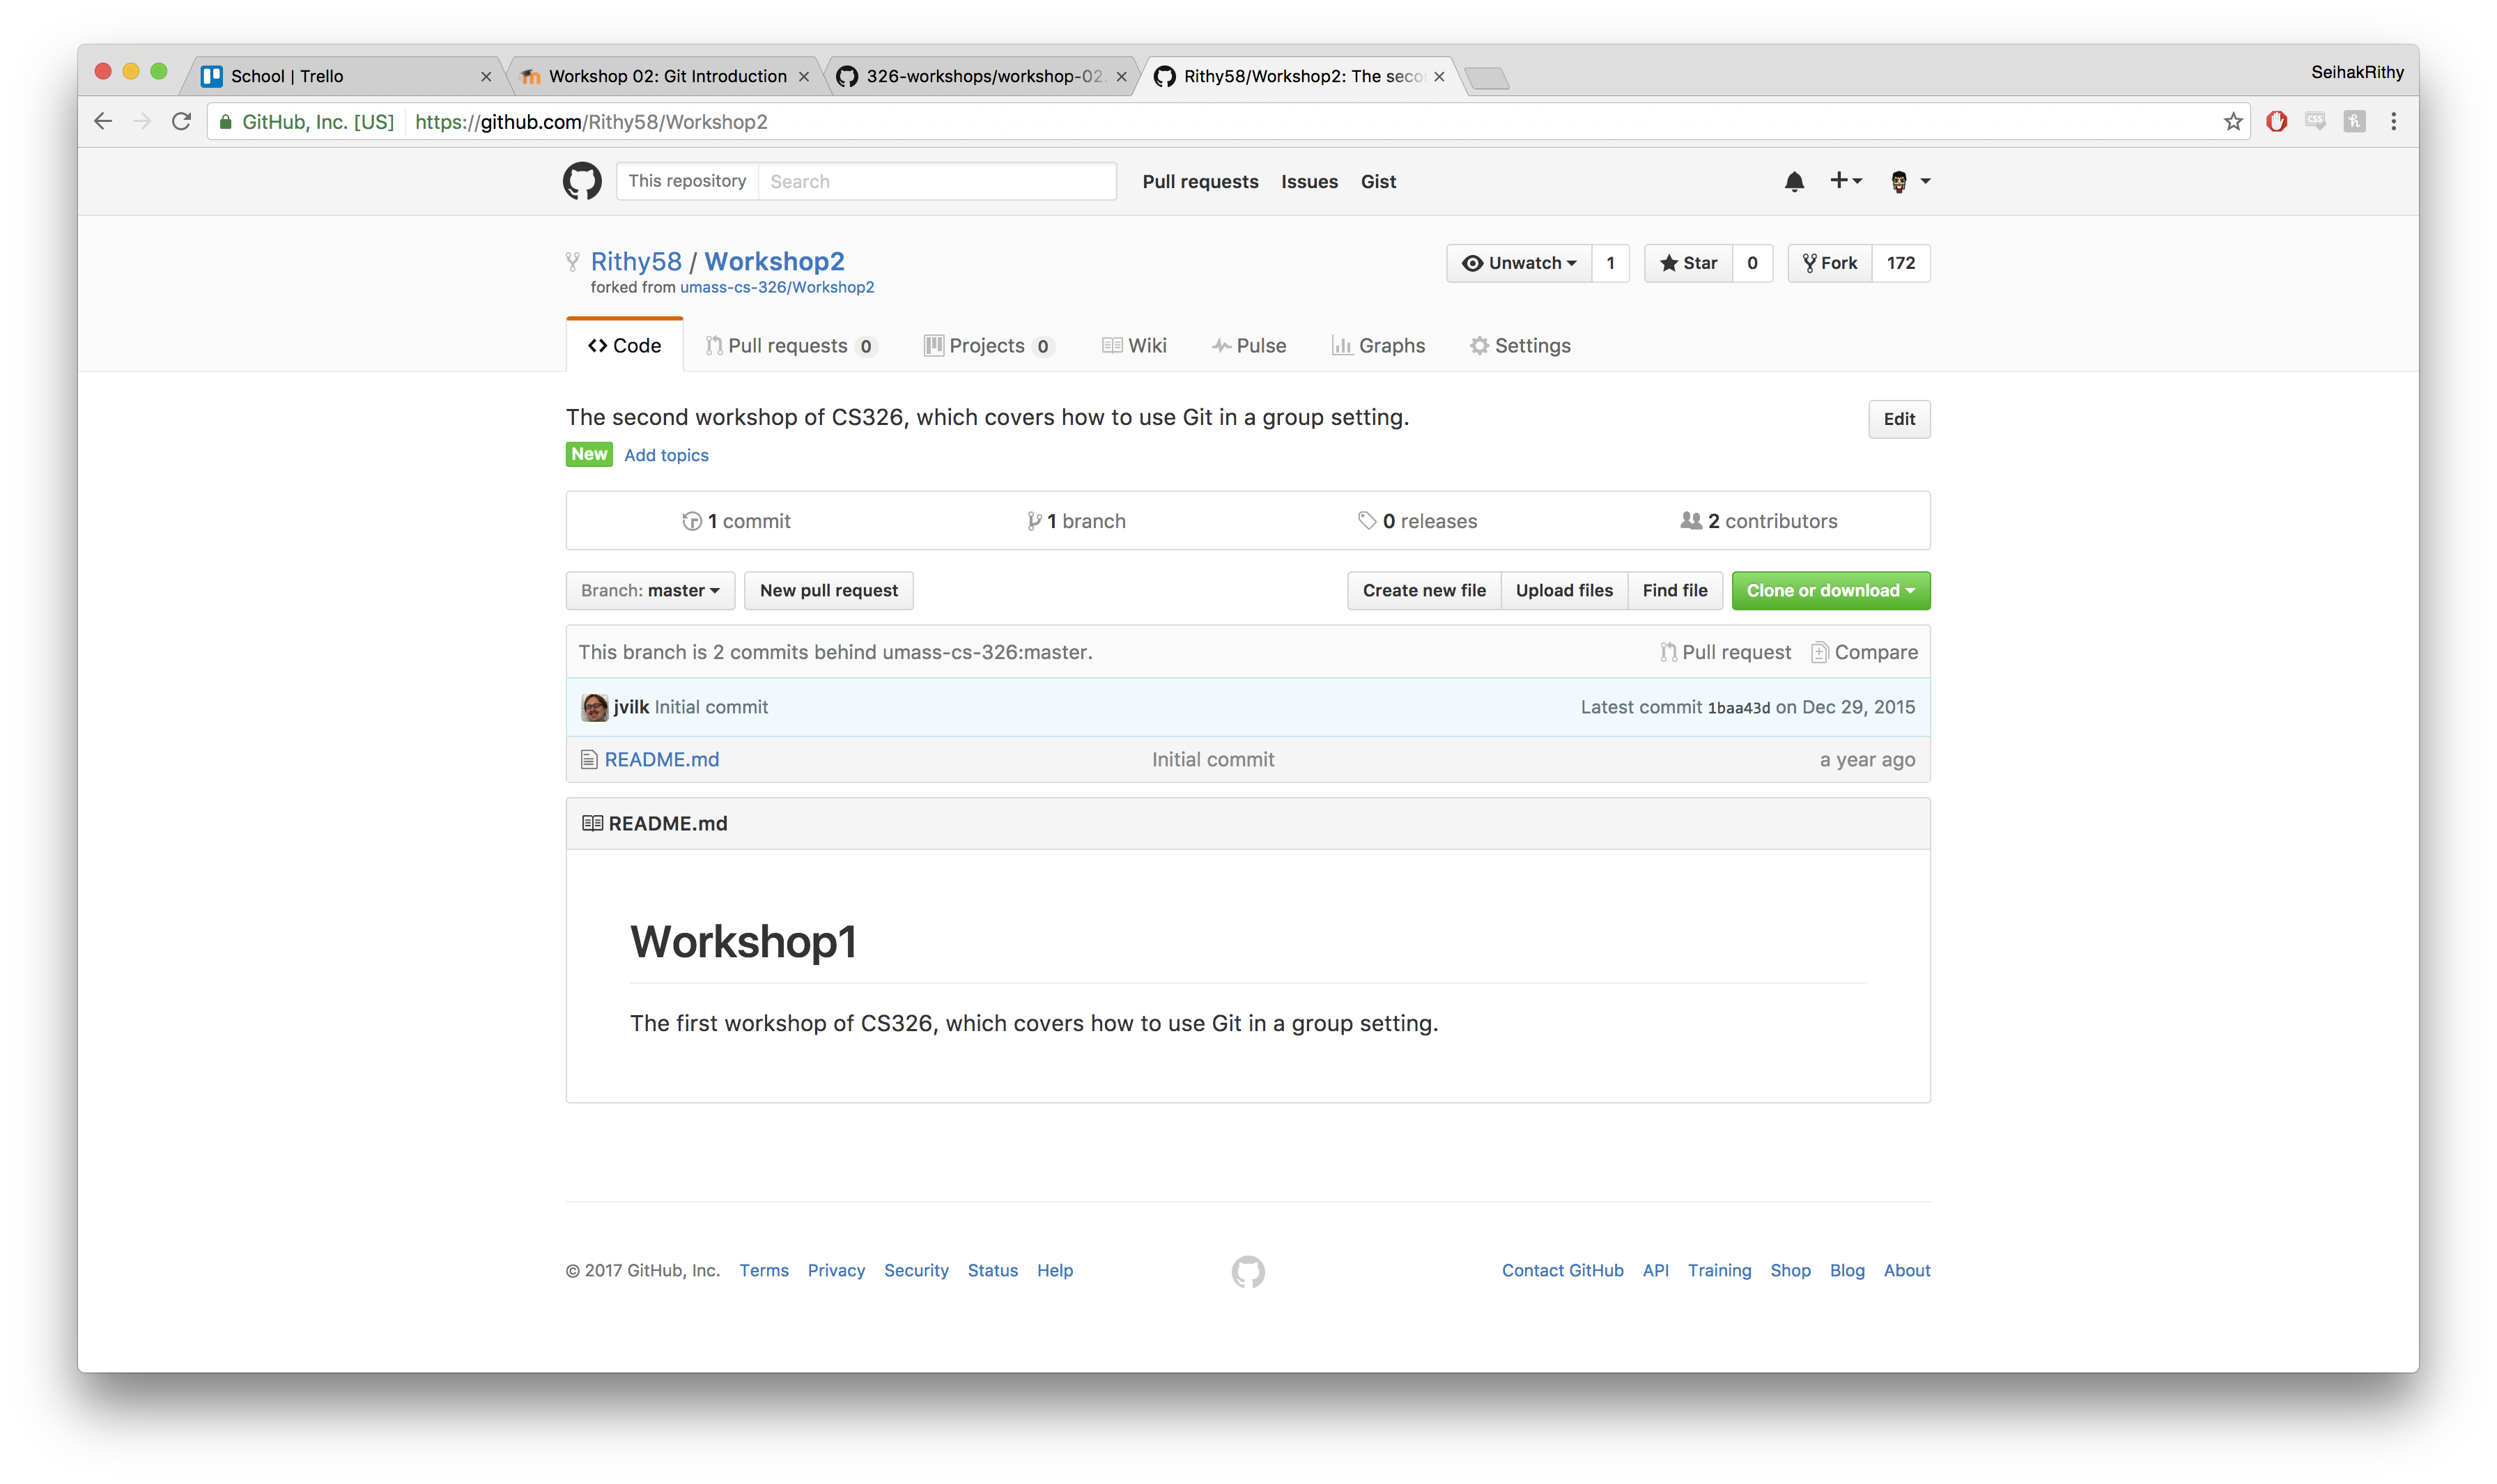 School | Trello
Workshop 02: Git Introduction
326-workshops/workshop-02
Rithy58/Workshop2: The seco
SeihakRithy
GitHub, Inc. [US] https://github.com/Rithy58/Workshop2
CSS
h
This repository Search Pull requests Issues Gist
Rithy58 / Workshop2
Unwatch 1 Star 0 Fork 172
forked from umass-cs-326/Workshop2
Code Pull requests 0 Projects 0 Wiki Pulse Graphs Settings
The second workshop of CS326, which covers how to use Git in a group setting.
Edit
New Add topics
1 commit 1 branch 0 releases 2 contributors
Branch: master New pull request Create new file Upload files Find file Clone or download
This branch is 2 commits behind umass-cs-326:master. Pull request Compare
jvilk Initial commit Latest commit 1baa43d on Dec 29, 2015
README.md Initial commit a year ago
README.md
Workshop1
The first workshop of CS326, which covers how to use Git in a group setting.
© 2017 GitHub, Inc. Terms Privacy Security Status Help Contact GitHub API Training Shop Blog About